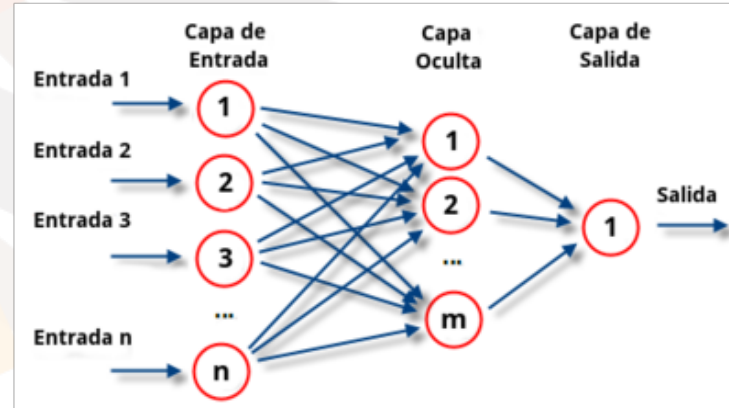 Capa de
Entrada
Capa
Oculta
Capa de
Salida
Entrada 1
1
Entrada 2
2
Entrada 3
3
...
Entrada n
n
1
2
...
m
1
Salida